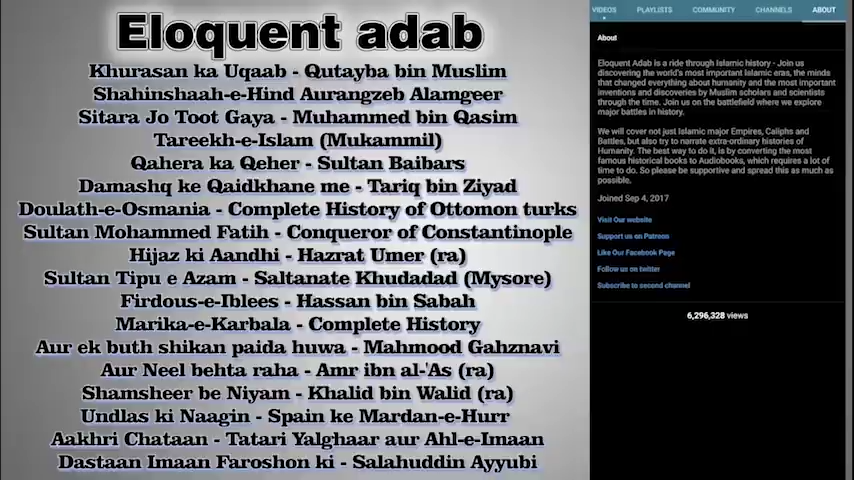 Eloquent adab
Khurasan ka Uqaab - Qutayba bin Muslim
Shahinshaah-e-Hind Aurangzeb Alamgeer
Sitara Jo Toot Gaya - Muhammed bin Qasim
Tareekh-e-Islam (Mukammil)
Qahera ka Qeher - Sultan Baibars
Damashq ke Qaidkhane me - Tariq bin Ziyad
Doulath-e-Osmania - Complete History of Ottomon turks
Sultan Mohammed Fatih - Conqueror of Constantinople
Hijaz ki Aandhi - Hazrat Umer (ra)
Sultan Tipu e Azam - Saltanate Khudadad (Mysore)
Firdous-e-Iblees - Hassan bin Sabah
Marika-e-Karbala - Complete History
Aur ek buth shikan paida huwa - Mahmood Gahznavi
Aur Neel behta raha - Amr ibn al-'As (ra)
Shamsheer be Niyam - Khalid bin Walid (ra)
Undlas ki Naagin - Spain ke Mardan-e-Hurr
Aakhri Chataan - Tatari Yalghaar aur Ahl-e-Imaan
Dastaan Imaan Faroshon ki - Salahuddin Ayyubi
VIDEOS PLAYLISTS COMMUNITY CHANNELS ABOUT
About
Eloquent Adab is a ride through Islamic history - Join us
discovering the world's most important Islamic eras, the minds
that changed everything about humanity and the most important
inventions and discoveries by Muslim scholars and scientists
through the time. Join us on the battlefield where we explore
major battles in history.
We will cover not just Islamic major Empires, Caliphs and
Battles, but also try to narrate extra-ordinary histories of
Humanity. The best way to do it, is by converting the most
famous historical books to Audiobooks, which requires a lot of
time to do. So please be supportive and spread this as much as
possible.
Joined Sep 4, 2017
Visit Our website
Support us on Patreon
Like Our Facebook Page
Follow us on twitter
Subscribe to second channel
6,296,328 views